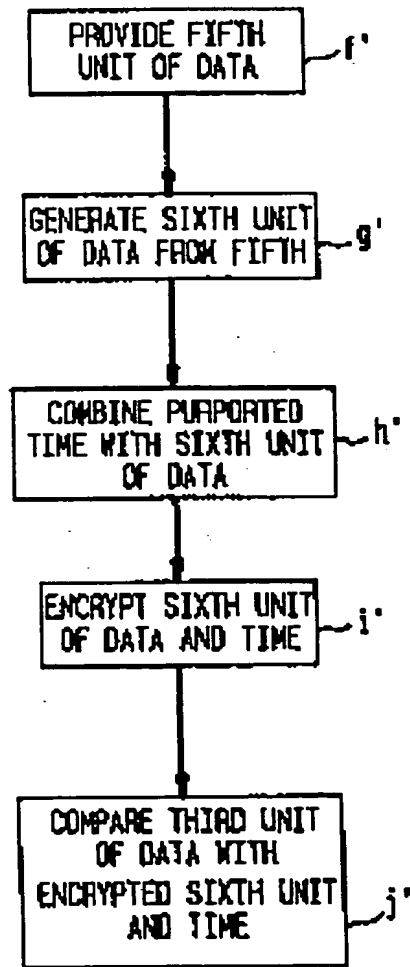 PROVIDE FIFTH
UNIT OF DATA
f'
GENERATE SIXTH UNIT
OF DATA FROM FIFTH
g'
COMBINE PURPORTED
TIME WITH SIXTH UNIT
OF DATA
h'
ENCRYPT SIXTH UNIT
OF DATA AND TIME
i'
COMPARE THIRD UNIT
OF DATA WITH
ENCRYPTED SIXTH UNIT
AND TIME
j'